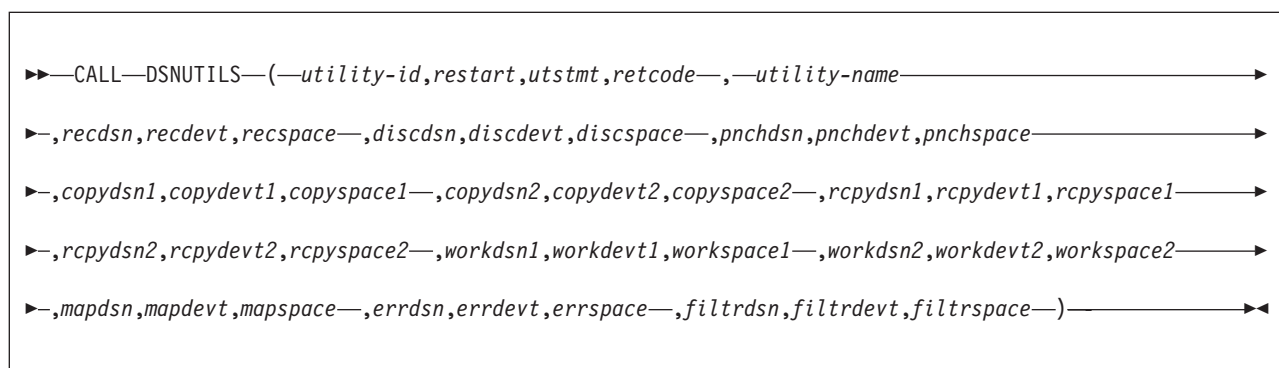 ►►──CALL──DSNUTILS──(──utility-id,restart,utstmt,retcode──,──utility-name──►
►─,recdsn,recdevt,recspace──,discdsn,discdevt,discspace──,pnchdsn,pnchdevt,pnchspace──►
►─,copydsn1,copydevt1,copyspace1──,copydsn2,copydevt2,copyspace2──,rcpydsn1,rcpydevt1,rcpyspace1──►
►─,rcpydsn2,rcpydevt2,rcpyspace2──,workdsn1,workdevt1,workspace1──,workdsn2,workdevt2,workspace2──►
►─,mapdsn,mapdevt,mapspace──,errdsn,errdevt,errspace──,filtrdsn,filtrdevt,filtrspace──)──►◄